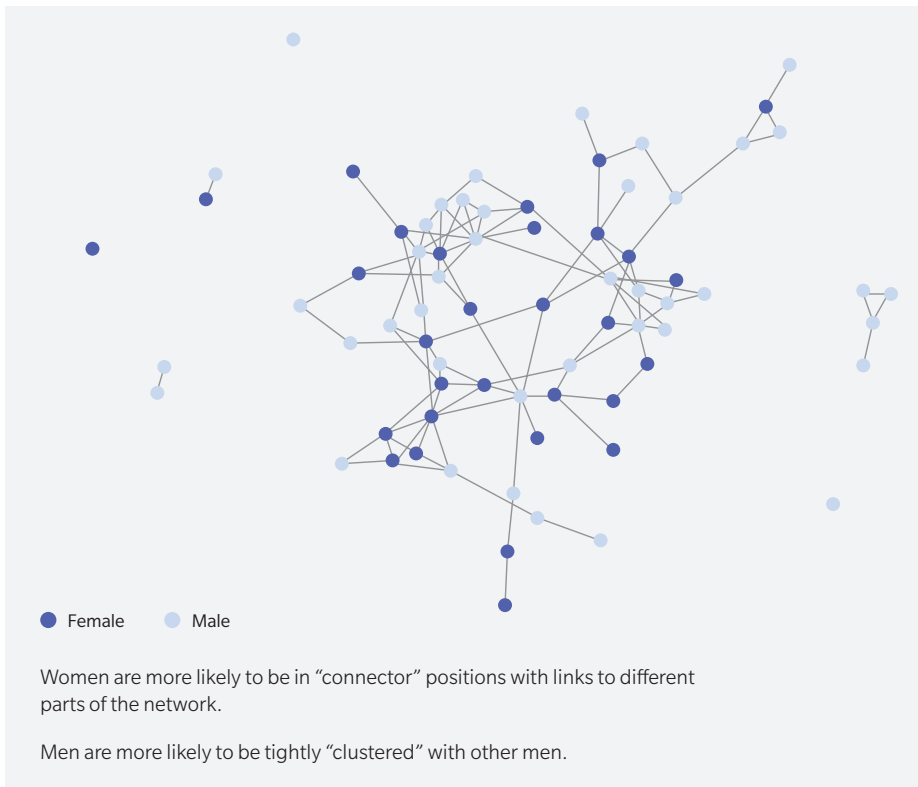 Female
Male
Women are more likely to be in “connector” positions with links to different
parts of the network.
Men are more likely to be tightly “clustered” with other men.